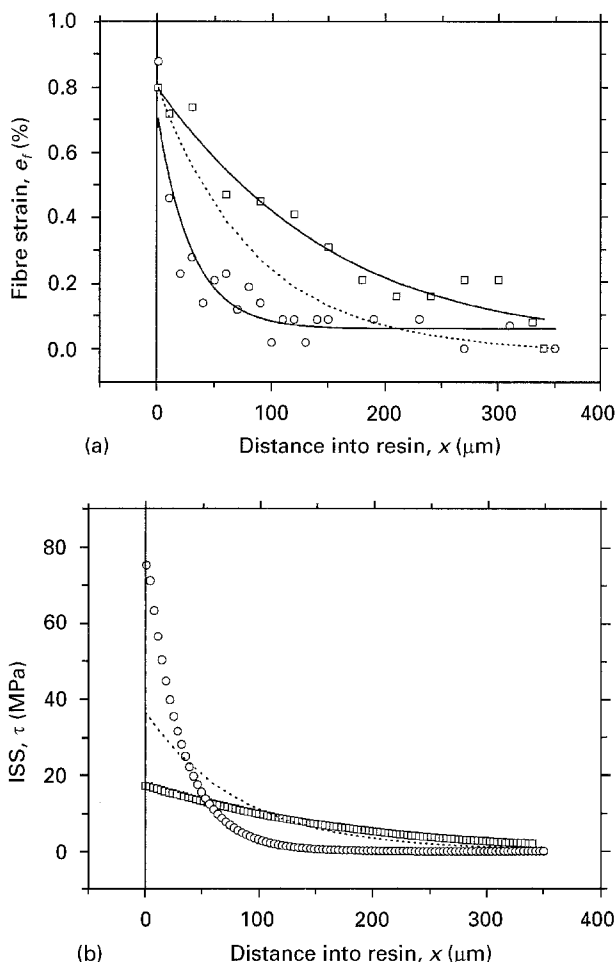 1.0
0.8
0.6
0.4
0.2
0.0
Fibre strain, e_f (%)
0 100 200 300 400
(a) Distance into resin, x (μm)
80
60
40
20
0
ISS, τ (MPa)
0 100 200 300 400
(b) Distance into resin, x (μm)